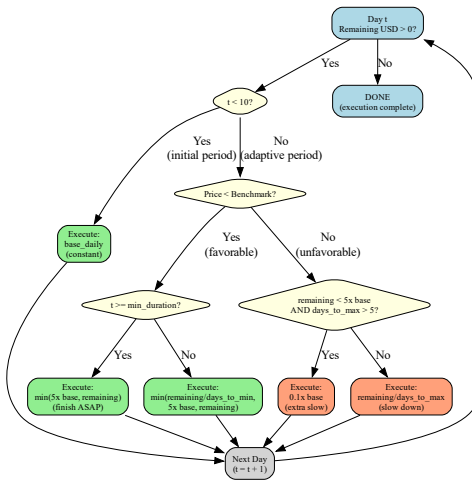 Day t
Remaining USD > 0?
Yes
No
t < 10?
DONE
(execution complete)
Yes
(initial period)
No
(adaptive period)
Price < Benchmark?
Execute:
base_daily
(constant)
Yes
(favorable)
No
(unfavorable)
t >= min_duration?
remaining < 5x base
AND days_to_max > 5?
Yes
No
Yes
No
Execute:
min(5x base, remaining)
(finish ASAP)
Execute:
min(remaining/days_to_min,
5x base, remaining)
Execute:
0.1x base
(extra slow)
Execute:
remaining/days_to_max
(slow down)
Next Day
(t = t + 1)